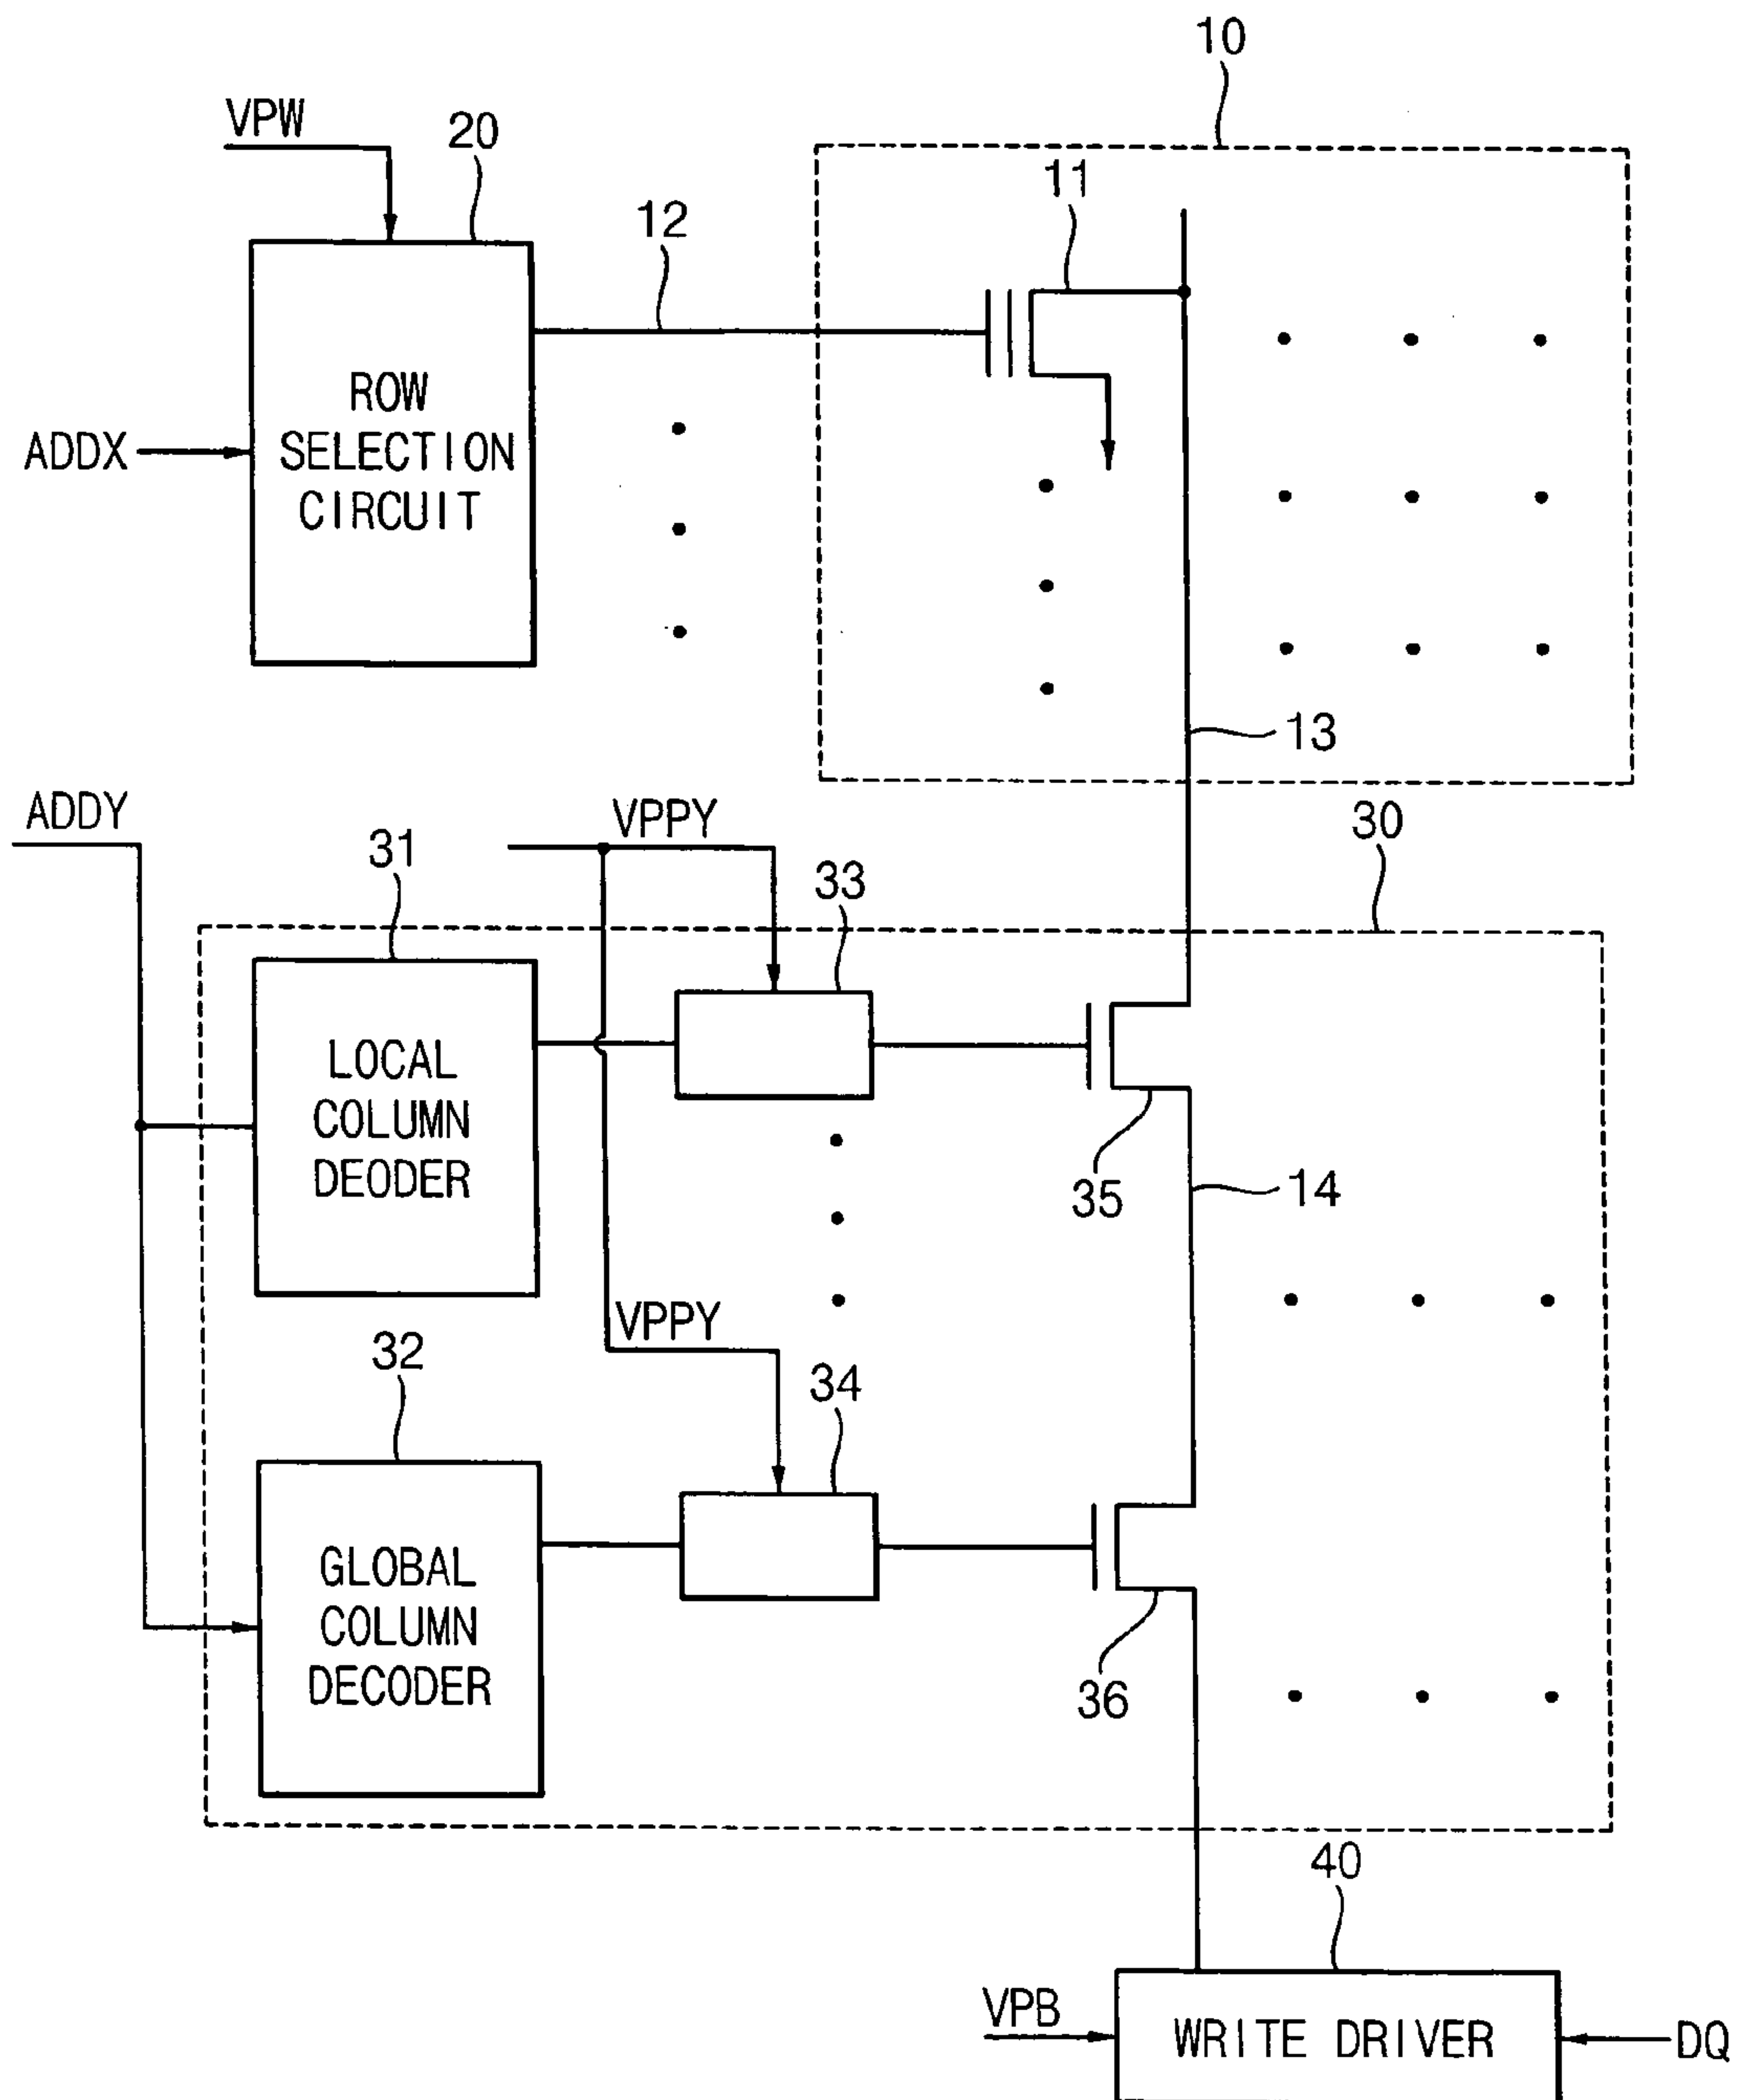 10
VPW
20
11
12
ROW
SELECTION
CIRCUIT
ADDX
13
ADDY
VPPY
30
31
33
LOCAL
COLUMN
DEODER
35
14
VPPY
32
34
GLOBAL
COLUMN
DECODER
36
40
VPB
WRITE DRIVER
DQ